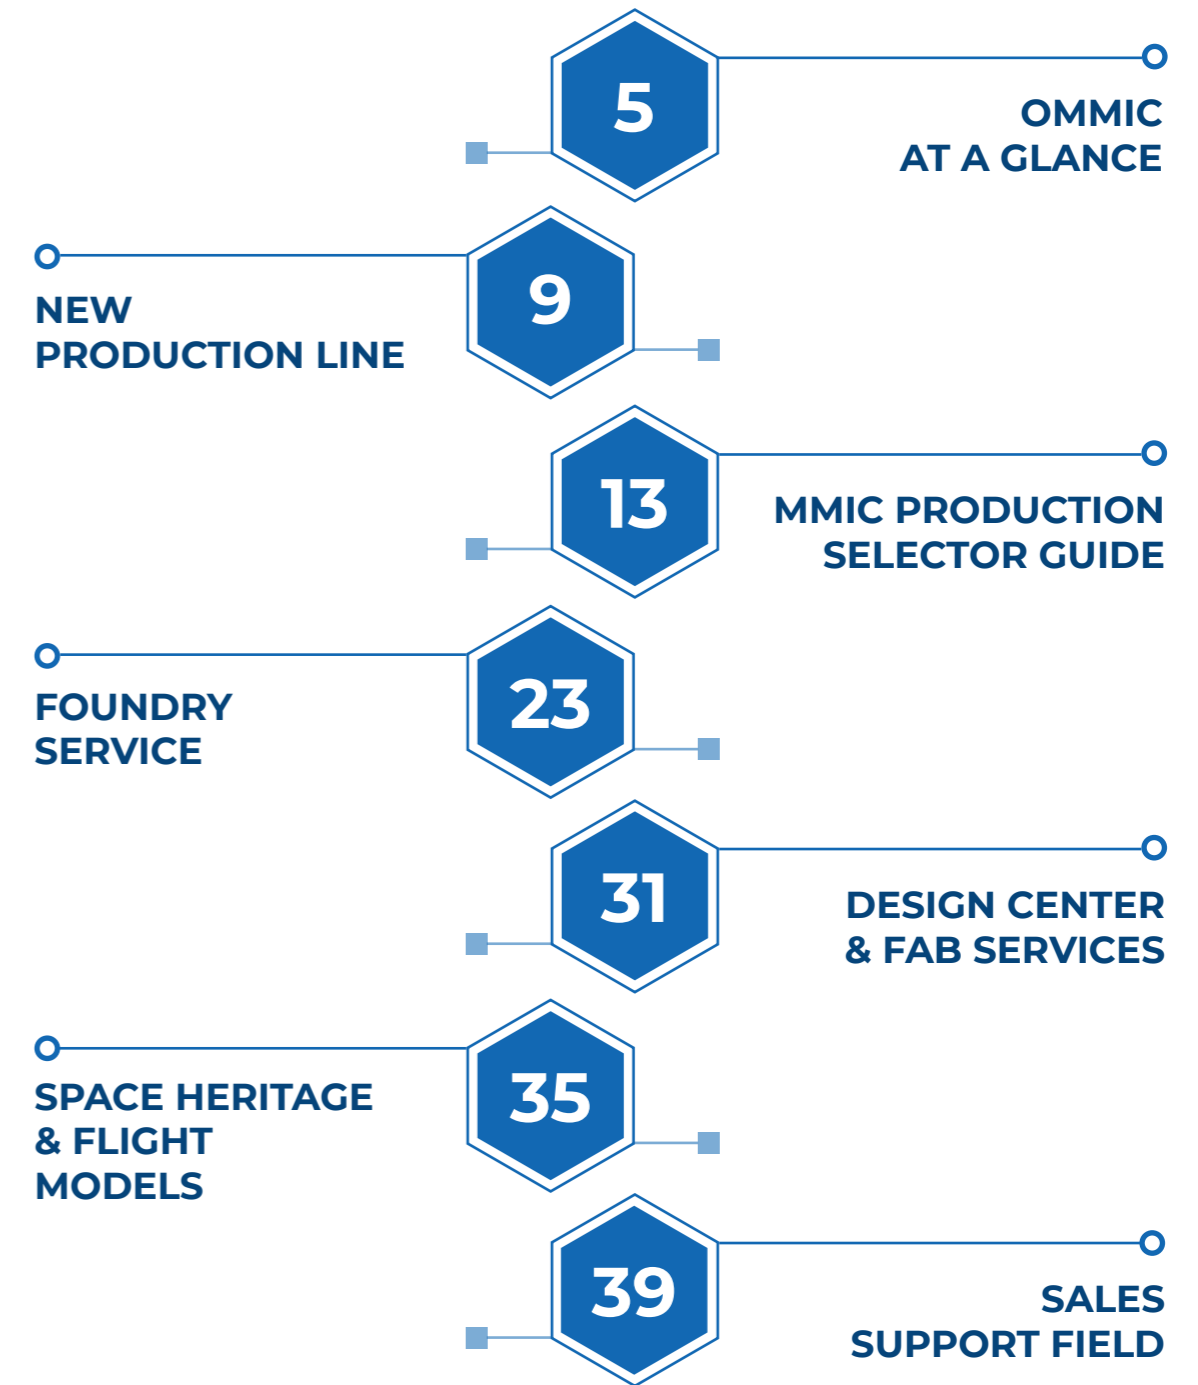 5
OMMIC
AT A GLANCE
9
NEW
PRODUCTION LINE
13
MMIC PRODUCTION
SELECTOR GUIDE
23
FOUNDRY
SERVICE
31
DESIGN CENTER
& FAB SERVICES
35
SPACE HERITAGE
& FLIGHT
MODELS
39
SALES
SUPPORT FIELD